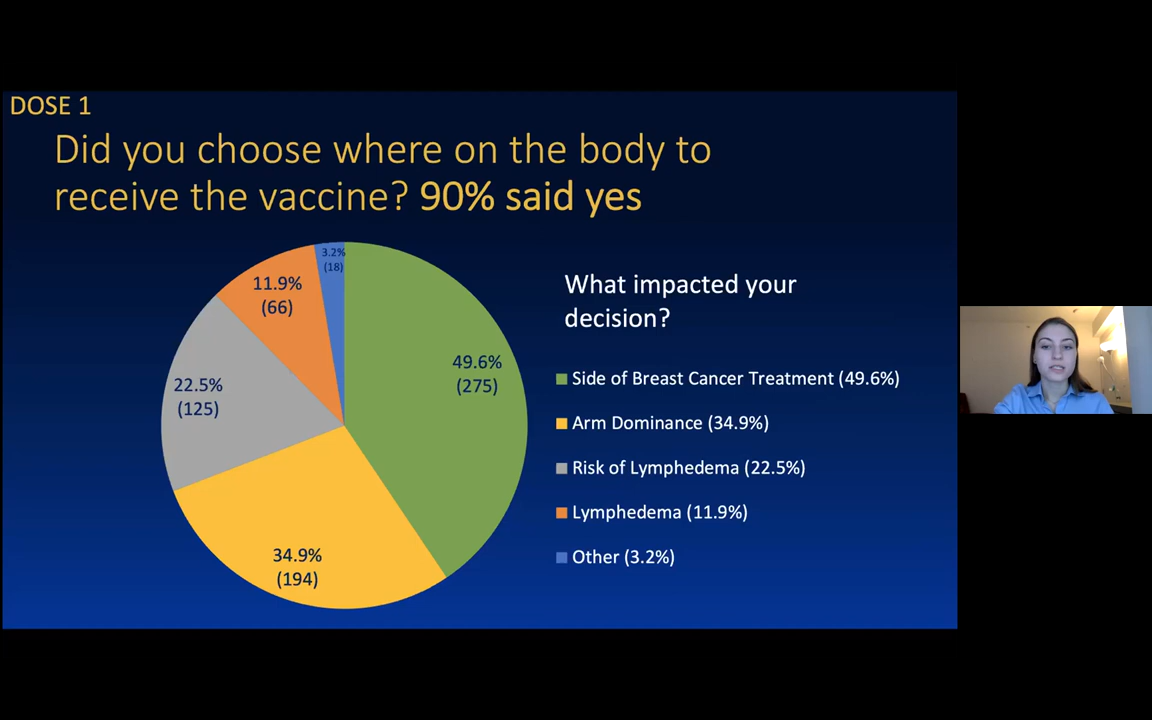 DOSE 1
Did you choose where on the body to
receive the vaccine? 90% said yes
3.2%
(18)
11.9%
(66)
49.6%
(275)
22.5%
(125)
34.9%
(194)
What impacted your
decision?
Side of Breast Cancer Treatment (49.6%)
Arm Dominance (34.9%)
Risk of Lymphedema (22.5%)
Lymphedema (11.9%)
Other (3.2%)